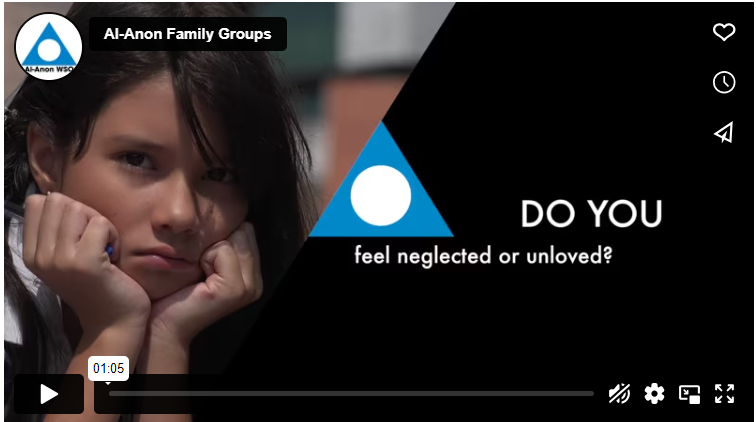 Al-Anon Family Groups
Al-Anon WSO
DO YOU
feel neglected or unloved?
01:05